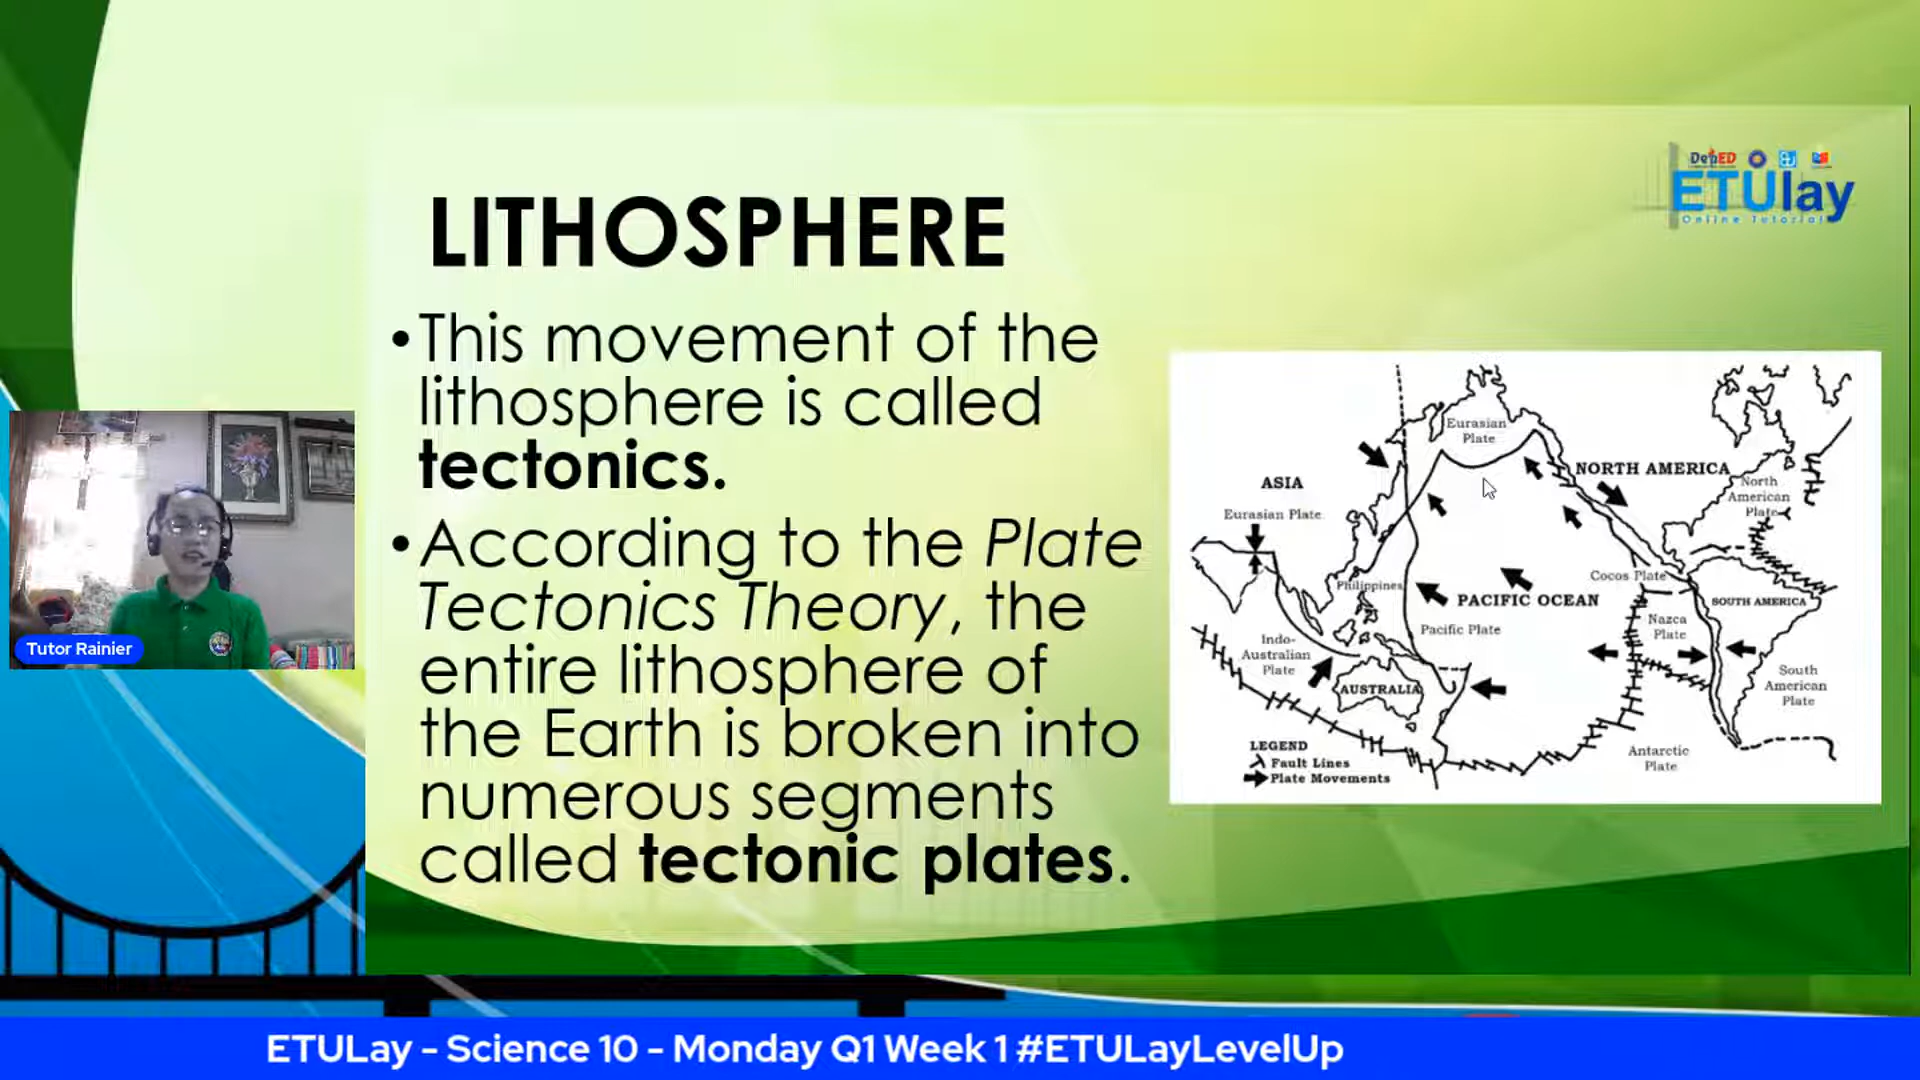 DepED
ETUlay
Online Tutorial
LITHOSPHERE
•This movement of the
lithosphere is called
tectonics.
•According to the Plate
Tectonics Theory, the
entire lithosphere of
the Earth is broken into
numerous segments
called tectonic plates.
Eurasian
Plate
ASIA
Eurasian Plate
NORTH AMERICA
North
American
Plate
Philippines
Cocos Plate
PACIFIC OCEAN
SOUTH AMERICA
Pacific Plate
Nazca
Plate
Indo-
Australian
Plate
AUSTRALIA
South
American
Plate
Antarctic
Plate
LEGEND
Fault Lines
Plate Movements
Tutor Rainier
ETULay - Science 10 - Monday Q1 Week 1 #ETULayLevelUp